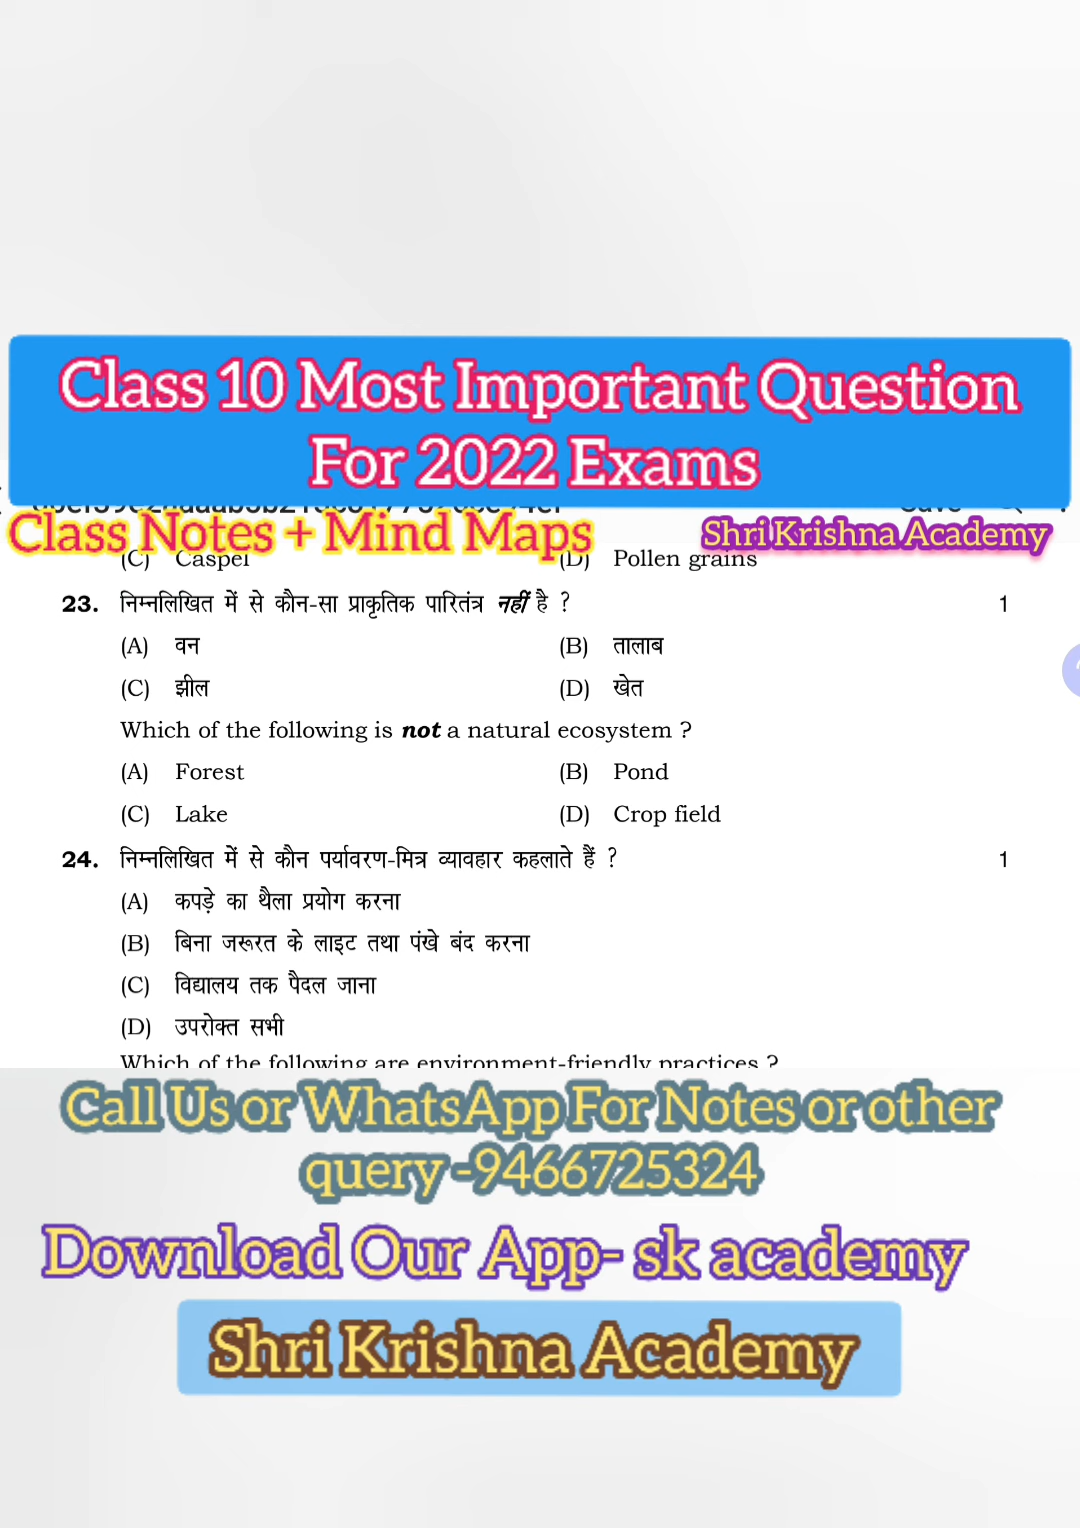 Class 10 Most Important Question
For 2022 Exams
Save
Class Notes + Mind Maps
Shri Krishna Academy
(C) Caspel (D) Pollen grains
23. निम्नलिखित में से कौन-सा प्राकृतिक पारितंत्र नहीं है ? 1
(A) वन (B) तालाब
(C) झील (D) खेत
Which of the following is not a natural ecosystem ?
(A) Forest (B) Pond
(C) Lake (D) Crop field
24. निम्नलिखित में से कौन पर्यावरण-मित्र व्यावहार कहलाते हैं ? 1
(A) कपड़े का थैला प्रयोग करना
(B) बिना जरूरत के लाइट तथा पंखे बंद करना
(C) विद्यालय तक पैदल जाना
(D) उपरोक्त सभी
Which of the following are environment-friendly practices ?
Call Us or WhatsApp For Notes or other
query -9466725324
Download Our App- sk academy
Shri Krishna Academy